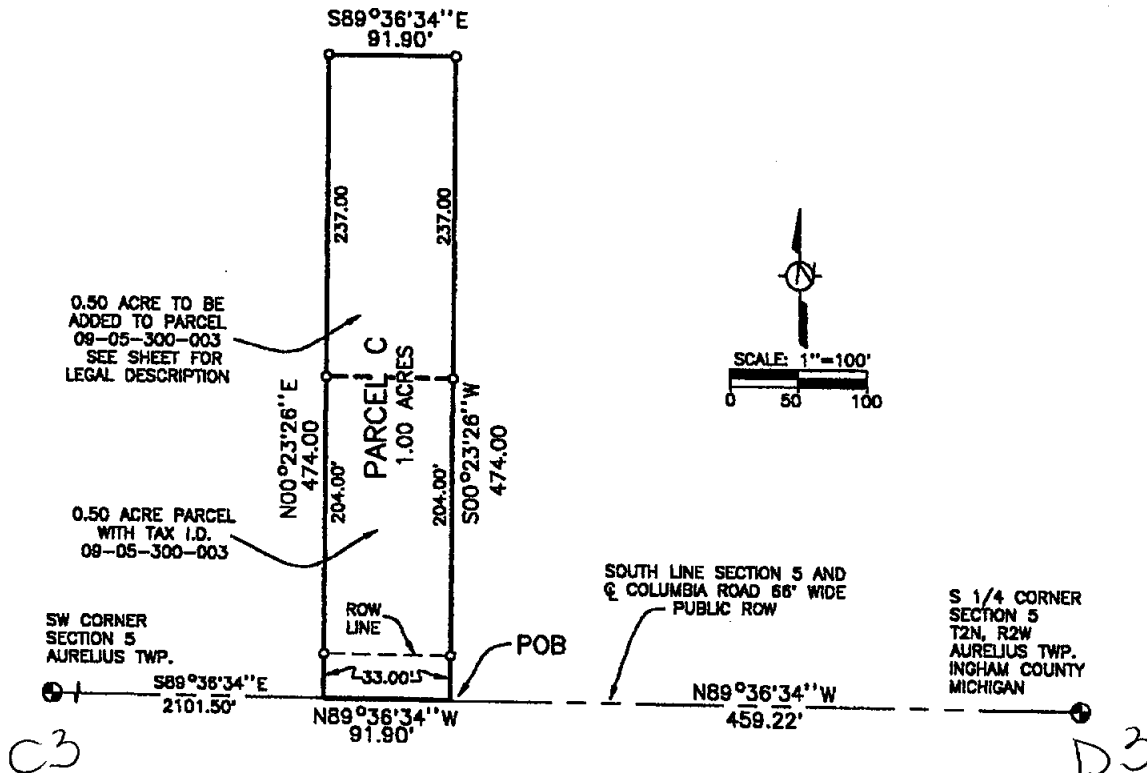 S89°36'34''E
91.90'
237.00
237.00
0.50 ACRE TO BE
ADDED TO PARCEL
09-05-300-003
SEE SHEET FOR
LEGAL DESCRIPTION
SCALE: 1''=100'
0 50 100
PARCEL C
1.00 ACRES
N00°23'26''E
474.00
204.00'
204.00'
S00°23'26''W
474.00
0.50 ACRE PARCEL
WITH TAX I.D.
09-05-300-003
SOUTH LINE SECTION 5 AND
℄ COLUMBIA ROAD 66' WIDE
PUBLIC ROW
S 1/4 CORNER
SECTION 5
T2N, R2W
AURELIUS TWP.
INGHAM COUNTY
MICHIGAN
SW CORNER
SECTION 5
AURELIUS TWP.
ROW
LINE
POB
33.00'
S89°36'34''E
2101.50'
N89°36'34''W
91.90'
N89°36'34''W
459.22'
C3
D3